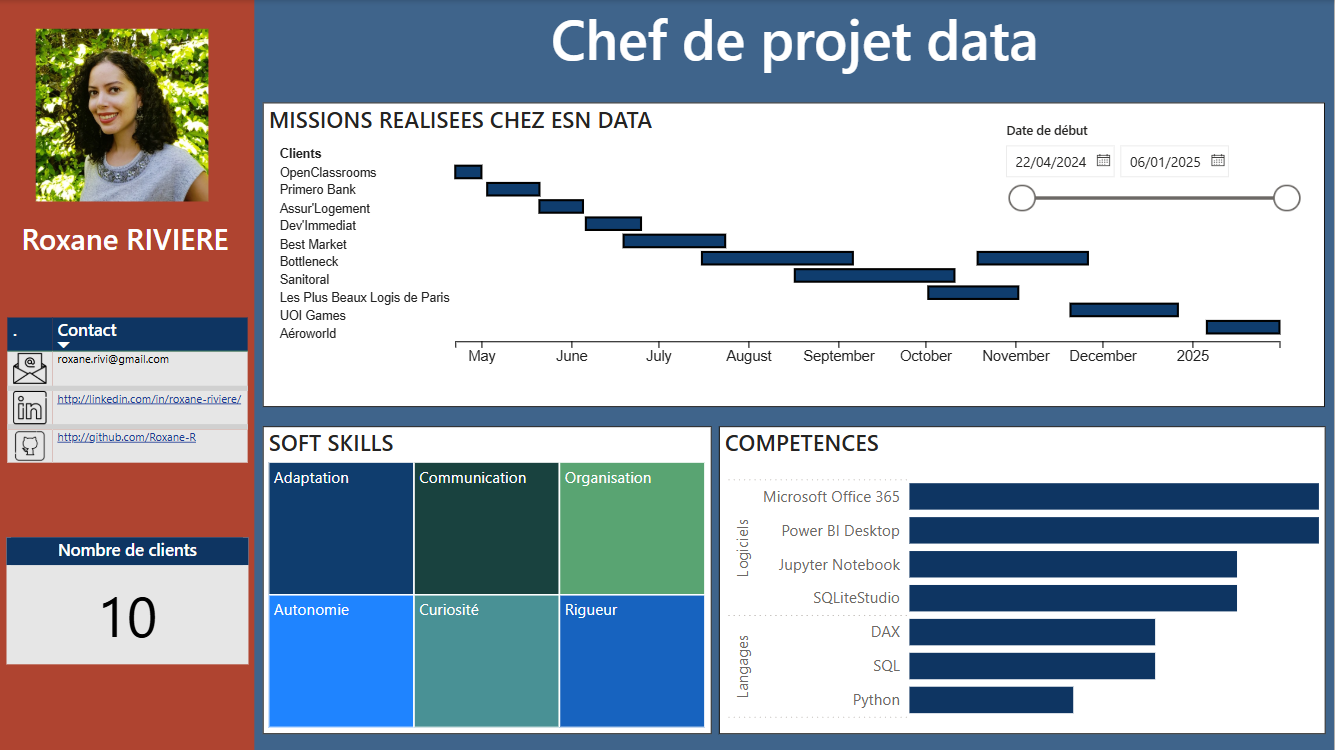 Chef de projet data
Roxane RIVIERE
. Contact
roxane.rivi@gmail.com
http://linkedin.com/in/roxane-riviere/
http://github.com/Roxane-R
Nombre de clients
10
MISSIONS REALISEES CHEZ ESN DATA
Date de début
22/04/2024 06/01/2025
Clients
OpenClassrooms
Primero Bank
Assur'Logement
Dev'Immediat
Best Market
Bottleneck
Sanitoral
Les Plus Beaux Logis de Paris
UOI Games
Aéroworld
May June July August September October November December 2025
SOFT SKILLS
Adaptation Communication Organisation
Autonomie Curiosité Rigueur
COMPETENCES
Logiciels
Microsoft Office 365
Power BI Desktop
Jupyter Notebook
SQLiteStudio
Langages
DAX
SQL
Python